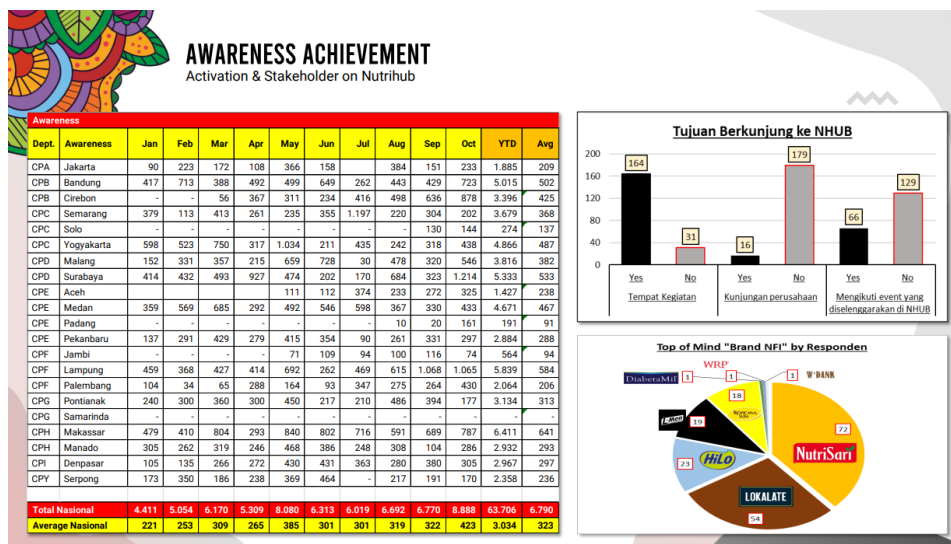 AWARENESS ACHIEVEMENT
Activation & Stakeholder on Nutrihub
Awareness
Dept. Awareness Jan Feb Mar Apr May Jun Jul Aug Sep Oct YTD Avg
CPA Jakarta 90 223 172 108 366 158 384 151 233 1.885 209
CPB Bandung 417 713 388 492 499 649 262 443 429 723 5.015 502
CPB Cirebon - - 56 367 311 234 416 498 636 878 3.396 425
CPC Semarang 379 113 413 261 235 355 1.197 220 304 202 3.679 368
CPC Solo - - - - - - - - 130 144 274 137
CPC Yogyakarta 598 523 750 317 1.034 211 435 242 318 438 4.866 487
CPD Malang 152 331 357 215 659 728 30 478 320 546 3.816 382
CPD Surabaya 414 432 493 927 474 202 170 684 323 1.214 5.333 533
CPE Aceh 111 112 374 233 272 325 1.427 238
CPE Medan 359 569 685 292 492 546 598 367 330 433 4.671 467
CPE Padang - - - - - - - 10 20 161 191 91
CPE Pekanbaru 137 291 429 279 415 354 90 261 331 297 2.884 288
CPF Jambi - - - - 71 109 94 100 116 74 564 94
CPF Lampung 459 368 427 414 692 262 469 615 1.068 1.065 5.839 584
CPF Palembang 104 34 65 288 164 93 347 275 264 430 2.064 206
CPG Pontianak 240 300 360 300 450 217 210 486 394 177 3.134 313
CPG Samarinda - - - - - - - - - - - -
CPH Makassar 479 410 804 293 840 802 716 591 689 787 6.411 641
CPH Manado 305 262 319 246 468 386 248 308 104 286 2.932 293
CPI Denpasar 105 135 266 272 430 431 363 280 380 305 2.967 297
CPY Serpong 173 350 186 238 369 464 - 217 191 170 2.358 236
Total Nasional 4.411 5.054 6.170 5.309 8.080 6.313 6.019 6.692 6.770 8.888 63.706 6.790
Average Nasional 221 253 309 265 385 301 301 319 322 423 3.034 323
Tujuan Berkunjung ke NHUB
200
160
120
80
40
0
164
31
16
179
66
129
Yes No Yes No Yes No
Tempat Kegiatan Kunjungan perusahaan Mengikuti event yang
diselenggarakan di NHUB
Top of Mind "Brand NFI" by Responden
WRP
DiabetaMil 1 1 1 W'DANK
18
TROPICANA SLIM
L-Men
19
72
NutriSari
23
HiLo
LOKALATE
54